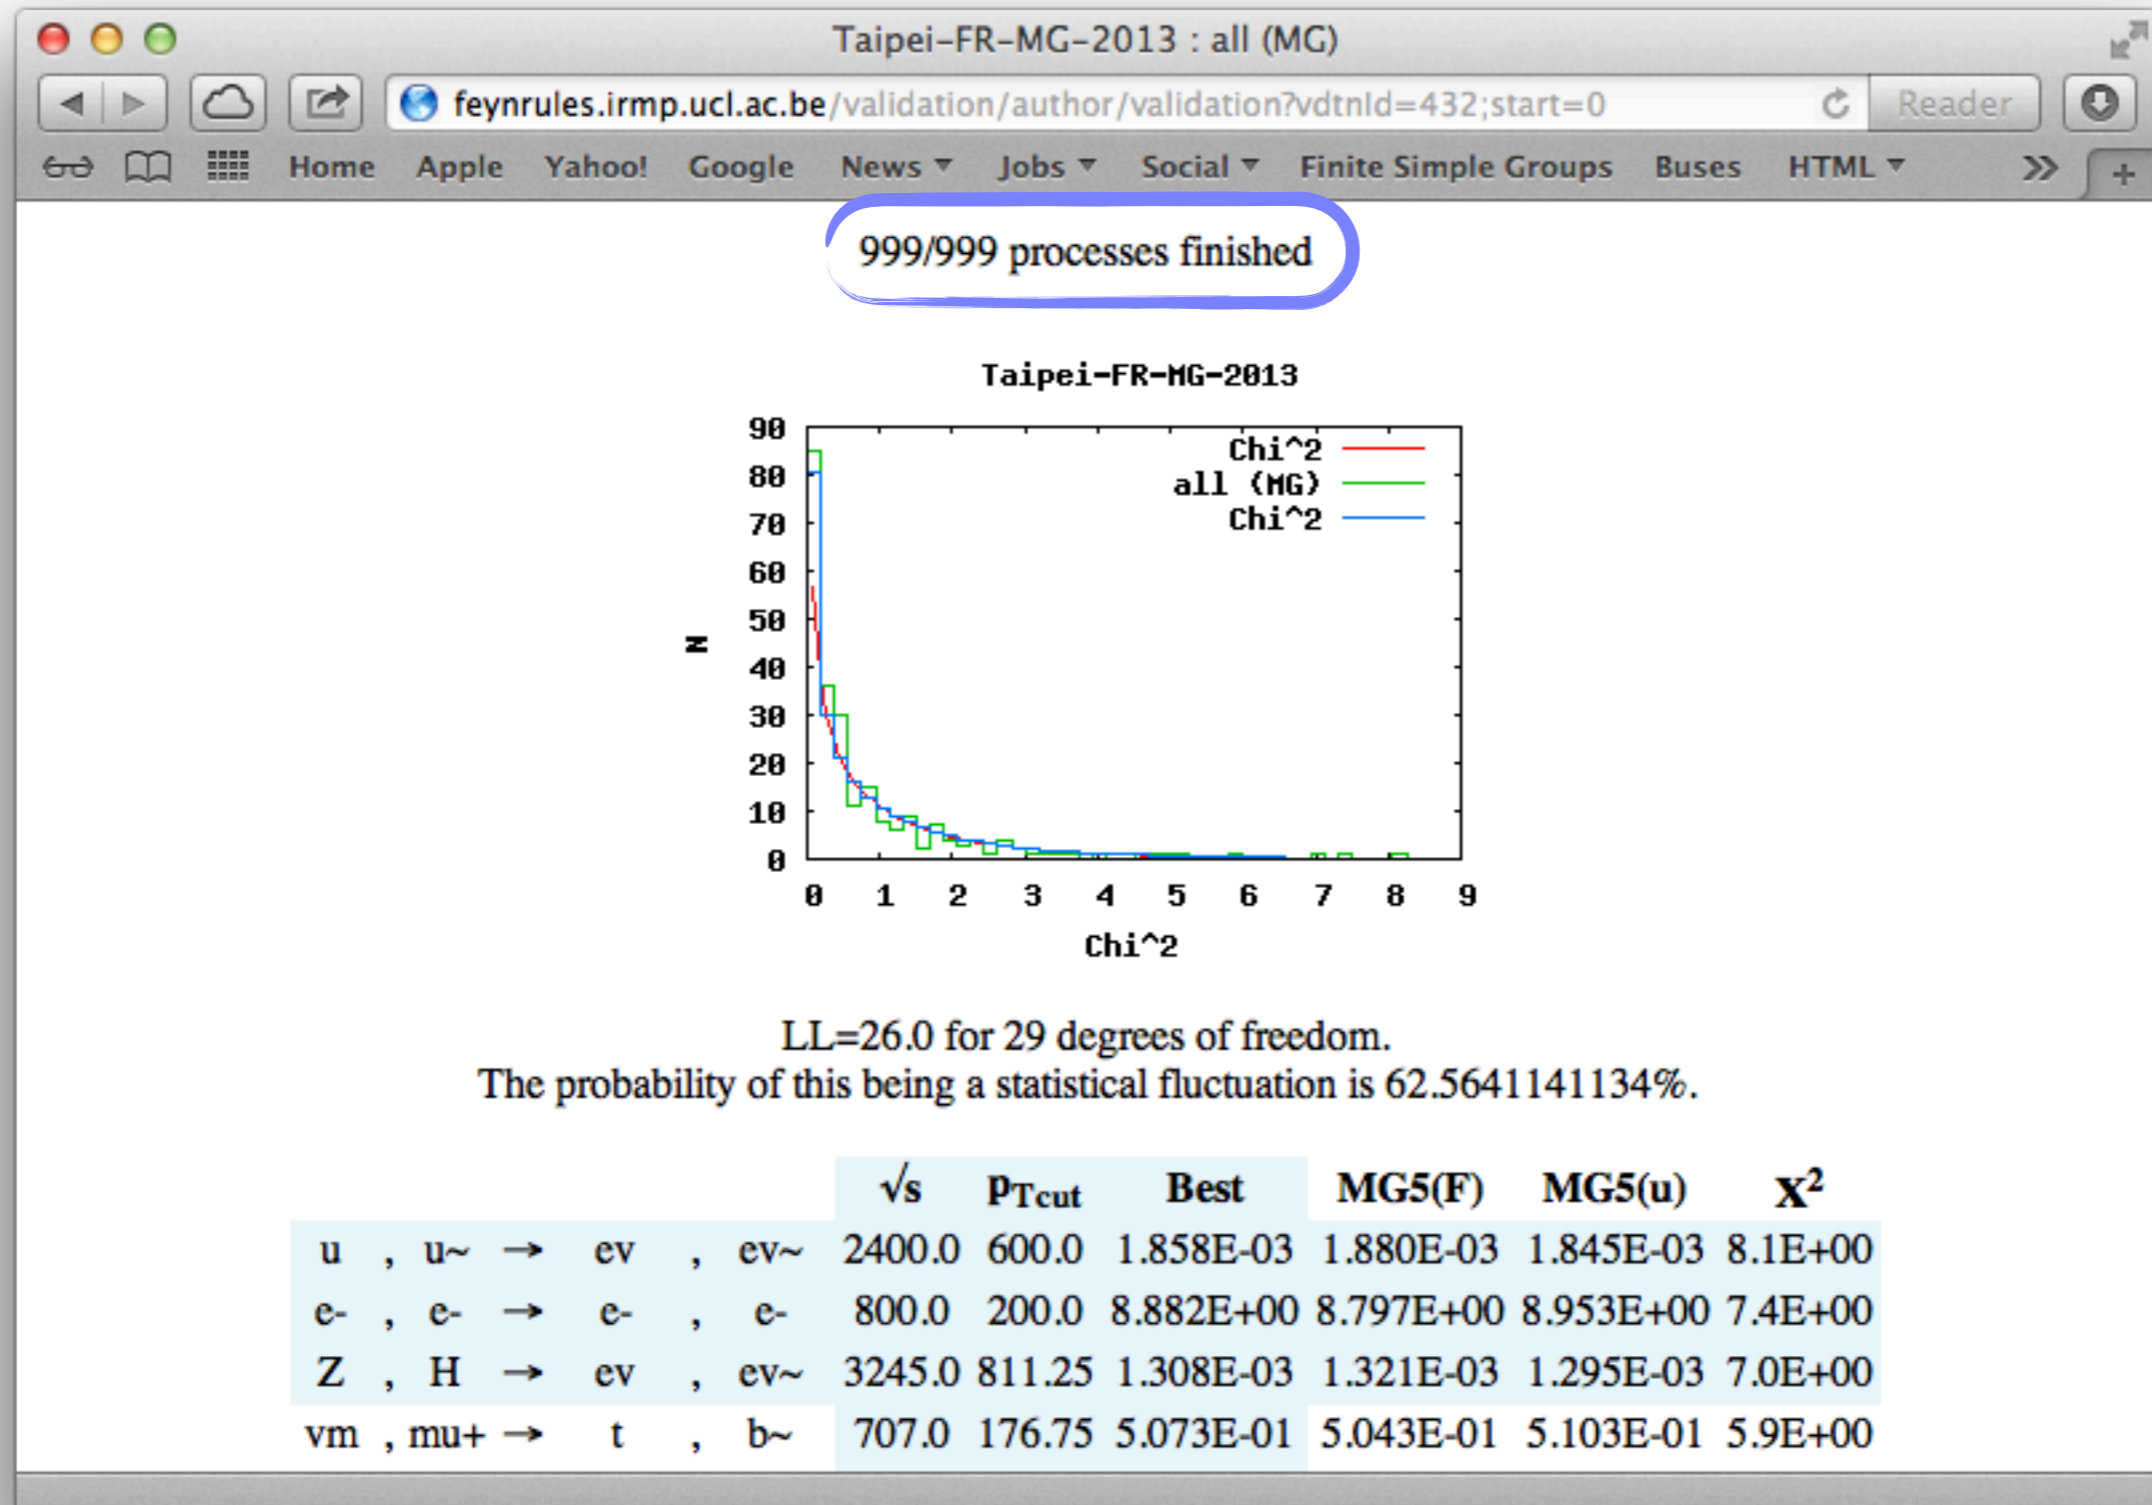 Taipei-FR-MG-2013 : all (MG)
feynrules.irmp.ucl.ac.be/validation/author/validation?vdtnId=432;start=0
Reader
Home Apple Yahoo! Google News Jobs Social Finite Simple Groups Buses HTML
999/999 processes finished
Taipei-FR-MG-2013
90
80
70
60
50
40
30
20
10
0
N
Chi^2
all (MG)
Chi^2
0 1 2 3 4 5 6 7 8 9
Chi^2
LL=26.0 for 29 degrees of freedom.
The probability of this being a statistical fluctuation is 62.5641141134%.
√s pTcut Best MG5(F) MG5(u) X²
u , u~ → ev , ev~ 2400.0 600.0 1.858E-03 1.880E-03 1.845E-03 8.1E+00
e- , e- → e- , e- 800.0 200.0 8.882E+00 8.797E+00 8.953E+00 7.4E+00
Z , H → ev , ev~ 3245.0 811.25 1.308E-03 1.321E-03 1.295E-03 7.0E+00
vm , mu+ → t , b~ 707.0 176.75 5.073E-01 5.043E-01 5.103E-01 5.9E+00